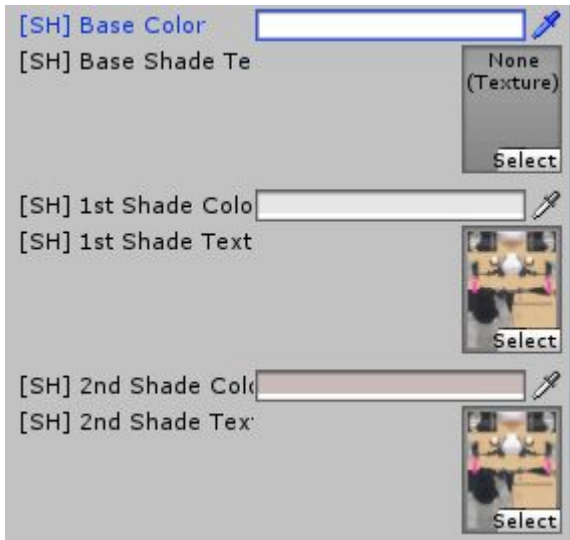 [SH] Base Color
[SH] Base Shade Te
None
(Texture)
Select
[SH] 1st Shade Colo
[SH] 1st Shade Text
Select
[SH] 2nd Shade Col
[SH] 2nd Shade Tex
Select